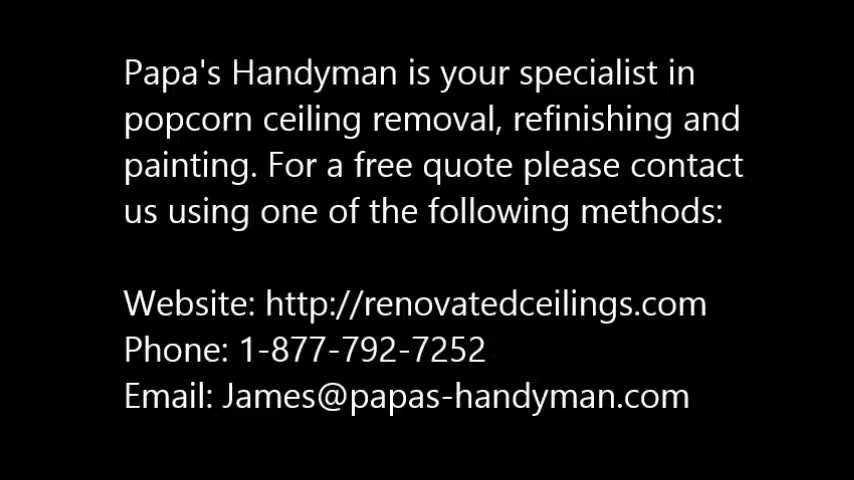 Papa's Handyman is your specialist in
popcorn ceiling removal, refinishing and
painting. For a free quote please contact
us using one of the following methods:
Website: http://renovatedceilings.com
Phone: 1-877-792-7252
Email: James@papas-handyman.com